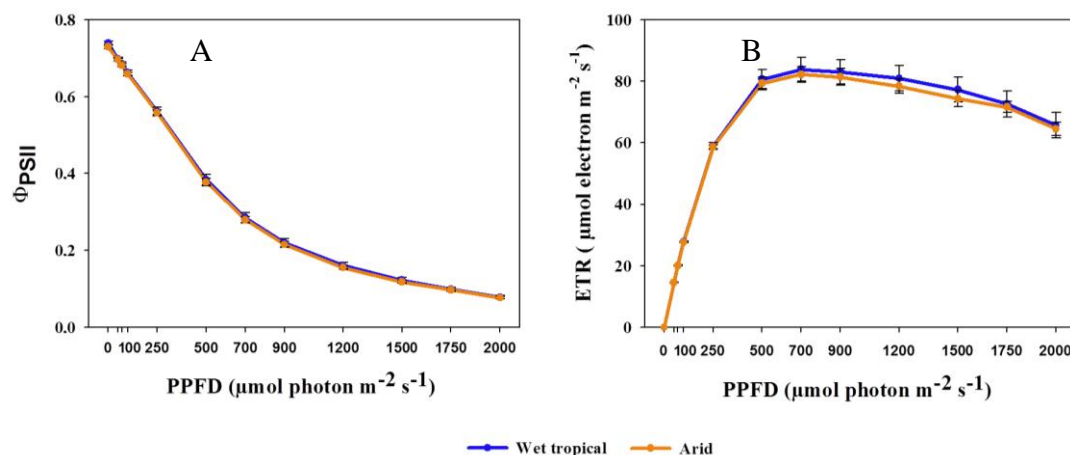 A
0.8
0.6
0.4
0.2
0.0
ΦPSII
0 100 250 500 700 900 1200 1500 1750 2000
PPFD (µmol photon m⁻² s⁻¹)
B
100
80
60
40
20
0
ETR ( µmol electron m⁻² s⁻¹)
0 100 250 500 700 900 1200 1500 1750 2000
PPFD (µmol photon m⁻² s⁻¹)
Wet tropical Arid